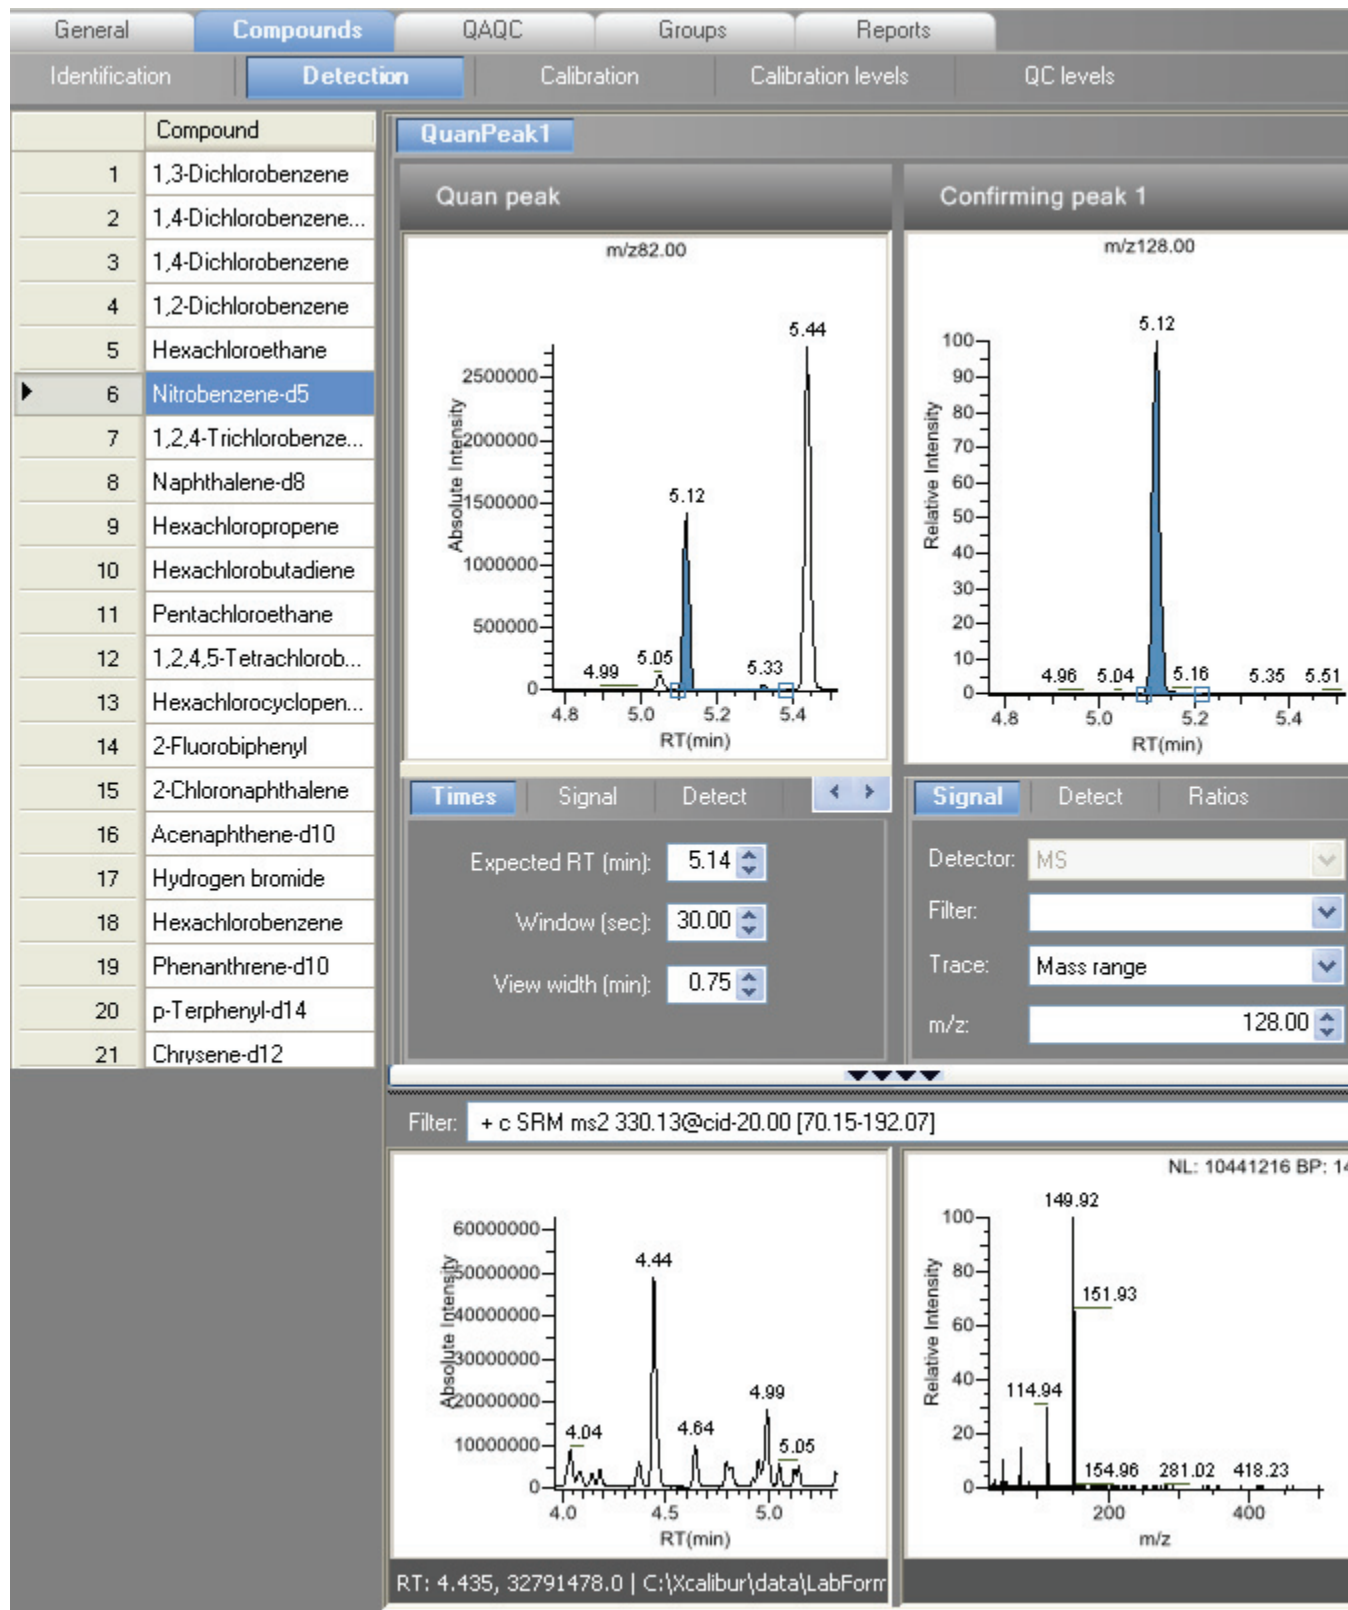 General Compounds QAQC Groups Reports
Identification Detection Calibration Calibration levels QC levels
Compound
1 1,3-Dichlorobenzene
2 1,4-Dichlorobenzene...
3 1,4-Dichlorobenzene
4 1,2-Dichlorobenzene
5 Hexachloroethane
6 Nitrobenzene-d5
7 1,2,4-Trichlorobenze...
8 Naphthalene-d8
9 Hexachloropropene
10 Hexachlorobutadiene
11 Pentachloroethane
12 1,2,4,5-Tetrachlorob...
13 Hexachlorocyclopen...
14 2-Fluorobiphenyl
15 2-Chloronaphthalene
16 Acenaphthene-d10
17 Hydrogen bromide
18 Hexachlorobenzene
19 Phenanthrene-d10
20 p-Terphenyl-d14
21 Chrysene-d12
QuanPeak1
Quan peak
m/z82.00
5.44
2500000
2000000
5.12
1500000
1000000
500000
4.99 5.05 5.33
0
Absolute Intensity
4.8 5.0 5.2 5.4
RT(min)
Confirming peak 1
m/z128.00
5.12
100
90
80
70
60
50
40
30
20
10
4.96 5.04 5.16 5.35 5.51
0
Relative Intensity
4.8 5.0 5.2 5.4
RT(min)
Times Signal Detect
Expected RT (min): 5.14
Window (sec): 30.00
View width (min): 0.75
Signal Detect Ratios
Detector: MS
Filter:
Trace: Mass range
m/z: 128.00
Filter: + c SRM ms2 330.13@cid-20.00 [70.15-192.07]
60000000
4.44
50000000
40000000
30000000
20000000
4.99
4.04 4.64 5.05
10000000
0
Absolute Intensity
4.0 4.5 5.0
RT(min)
RT: 4.435, 32791478.0 | C:\Xcalibur\data\LabForm
NL: 10441216 BP: 14
149.92
100
80
151.93
60
40
114.94
20
154.96 281.02 418.23
0
Relative Intensity
200 400
m/z